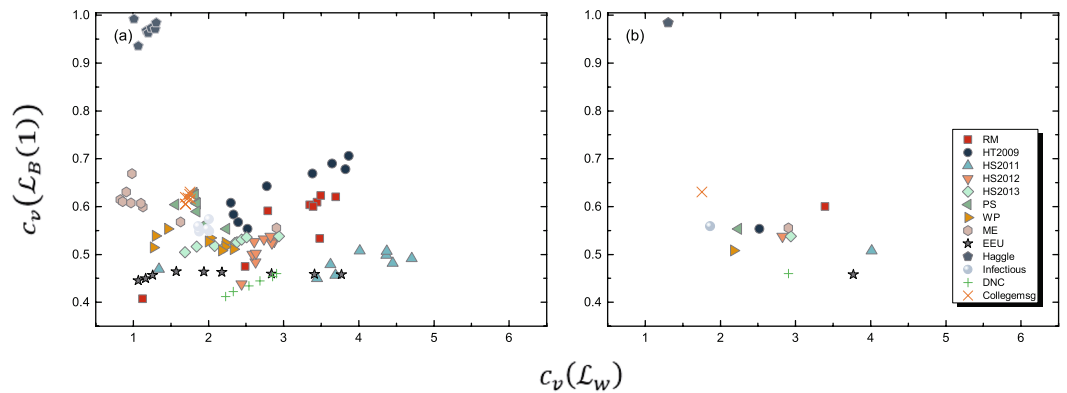 (a)
(b)
1.0
0.9
0.8
0.7
0.6
0.5
0.4
1.0
0.9
0.8
0.7
0.6
0.5
0.4
c_v(ℒ_B(1))
RM
HT2009
HS2011
HS2012
HS2013
PS
WP
ME
EEU
Haggle
Infectious
DNC
Collegemsg
1 2 3 4 5 6
1 2 3 4 5 6
c_v(ℒ_W)